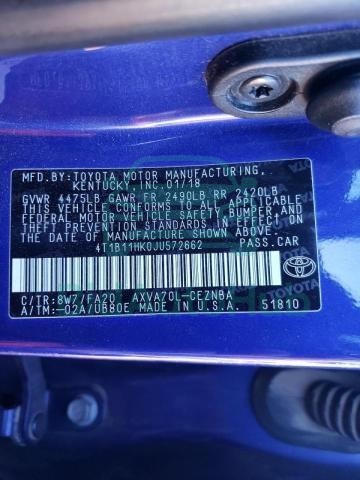 MFD.BY:TOYOTA MOTOR MANUFACTURING,
KENTUCKY, INC. 01/18
GVWR 4475LB GAWR FR 2490LB RR 2420LB
THIS VEHICLE CONFORMS TO ALL APPLICABLE
FEDERAL MOTOR VEHICLE SAFETY, BUMPER, AND
THEFT PREVENTION STANDARDS IN EFFECT ON
THE DATE OF MANUFACTURE SHOWN ABOVE.
4T1B11HK0JU572662 PASS.CAR
C/TR:8W7/FA20 AXVA70L-CEZNBA
A/TM:-02A/UB80E MADE IN U.S.A. 51810
TOYOTA